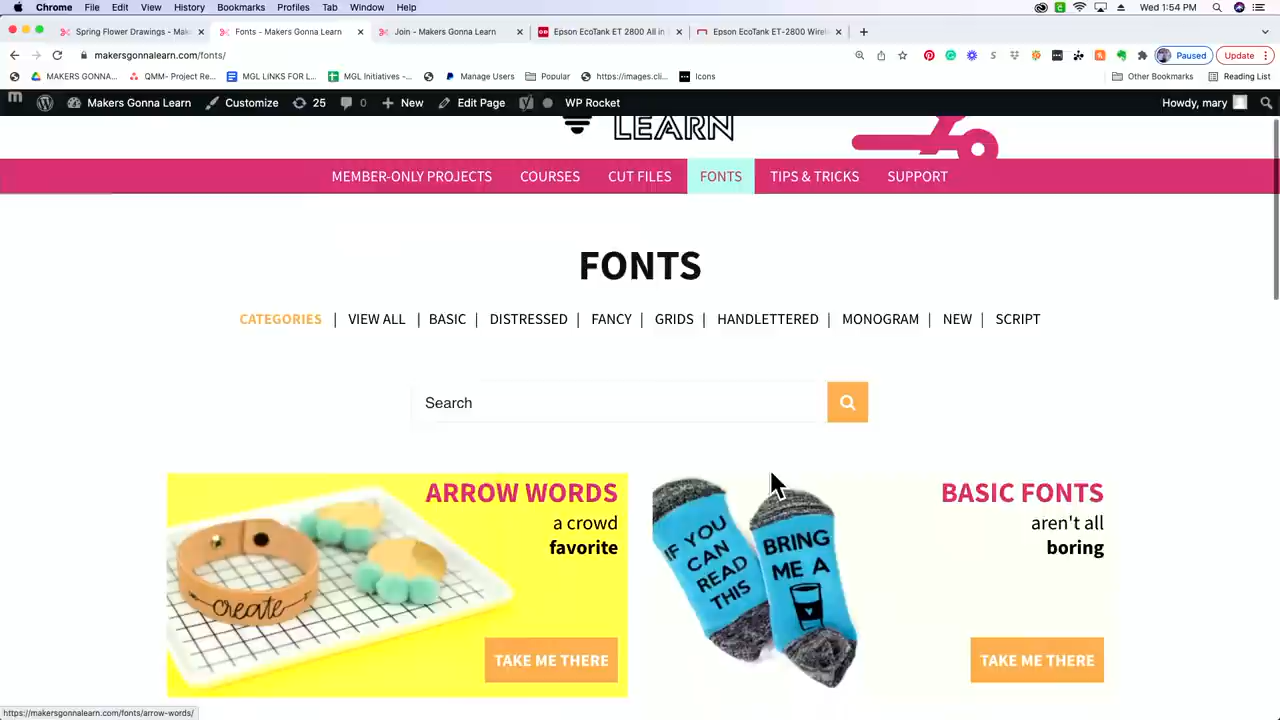 Chrome File Edit View History Bookmarks Profiles Tab Window Help Wed 1:54 PM
Spring Flower Drawings - Mak Fonts - Makers Gonna Learn Join - Makers Gonna Learn Epson EcoTank ET 2800 All in Epson EcoTank ET-2800 Wirele
makersgonnalearn.com/fonts/ Paused Update
MAKERS GONNA... QMM- Project Re... MGL LINKS FOR L... MGL Initiatives -... Manage Users Popular https://images.cli... Icons Other Bookmarks Reading List
Makers Gonna Learn Customize 25 0 New Edit Page WP Rocket Howdy, mary
LEARN
MEMBER-ONLY PROJECTS COURSES CUT FILES FONTS TIPS & TRICKS SUPPORT
FONTS
CATEGORIES | VIEW ALL | BASIC | DISTRESSED | FANCY | GRIDS | HANDLETTERED | MONOGRAM | NEW | SCRIPT
Search
ARROW WORDS
a crowd
favorite
create
TAKE ME THERE
IF YOU
CAN
READ
THIS
BRING
ME A
BASIC FONTS
aren't all
boring
TAKE ME THERE
https://makersgonnalearn.com/fonts/arrow-words/